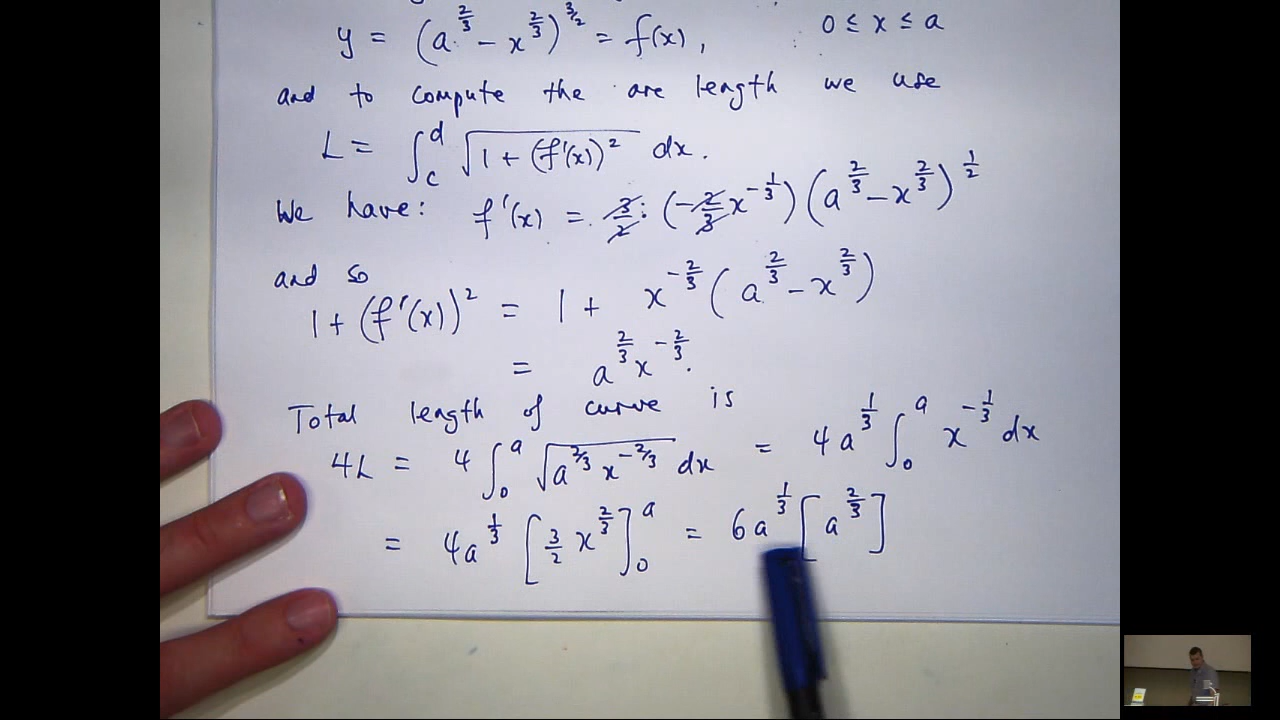 y = (a^{2/3} - x^{2/3})^{3/2} = f(x), 0 ≤ x ≤ a
and to compute the arc length we use
L = ∫_c^d √(1 + (f'(x))^2) dx.
We have: f'(x) = 3/2 · (-2/3 x^{-1/3}) (a^{2/3} - x^{2/3})^{1/2}
and so
1 + (f'(x))^2 = 1 + x^{-2/3} (a^{2/3} - x^{2/3})
= a^{2/3} x^{-2/3}.
Total length of curve is
4L = 4 ∫_0^a √(a^{2/3} x^{-2/3}) dx = 4a^{1/3} ∫_0^a x^{-1/3} dx
= 4a^{1/3} [3/2 x^{2/3}]_0^a = 6a^{1/3} [a^{2/3}]